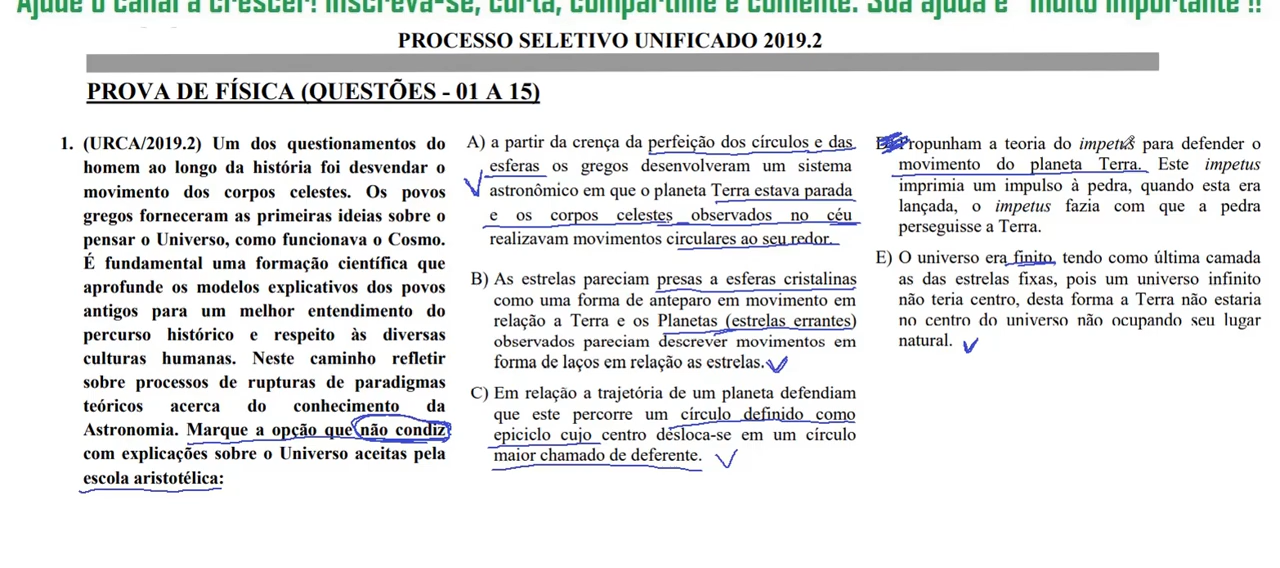 Ajude o canal a crescer! Inscreva-se, curta, compartilhe e comente. Sua ajuda é muito importante !!
PROCESSO SELETIVO UNIFICADO 2019.2
PROVA DE FÍSICA (QUESTÕES - 01 A 15)
1. (URCA/2019.2) Um dos questionamentos do
homem ao longo da história foi desvendar o
movimento dos corpos celestes. Os povos
gregos forneceram as primeiras ideias sobre o
pensar o Universo, como funcionava o Cosmo.
É fundamental uma formação científica que
aprofunde os modelos explicativos dos povos
antigos para um melhor entendimento do
percurso histórico e respeito às diversas
culturas humanas. Neste caminho refletir
sobre processos de rupturas de paradigmas
teóricos acerca do conhecimento da
Astronomia. Marque a opção que não condiz
com explicações sobre o Universo aceitas pela
escola aristotélica:
A) a partir da crença da perfeição dos círculos e das
esferas os gregos desenvolveram um sistema
astronômico em que o planeta Terra estava parada
e os corpos celestes observados no céu
realizavam movimentos circulares ao seu redor.
B) As estrelas pareciam presas a esferas cristalinas
como uma forma de anteparo em movimento em
relação a Terra e os Planetas (estrelas errantes)
observados pareciam descrever movimentos em
forma de laços em relação as estrelas.
C) Em relação a trajetória de um planeta defendiam
que este percorre um círculo definido como
epiciclo cujo centro desloca-se em um círculo
maior chamado de deferente.
Propunham a teoria do impetus para defender o
movimento do planeta Terra. Este impetus
imprimia um impulso à pedra, quando esta era
lançada, o impetus fazia com que a pedra
perseguisse a Terra.
E) O universo era finito, tendo como última camada
as das estrelas fixas, pois um universo infinito
não teria centro, desta forma a Terra não estaria
no centro do universo não ocupando seu lugar
natural.